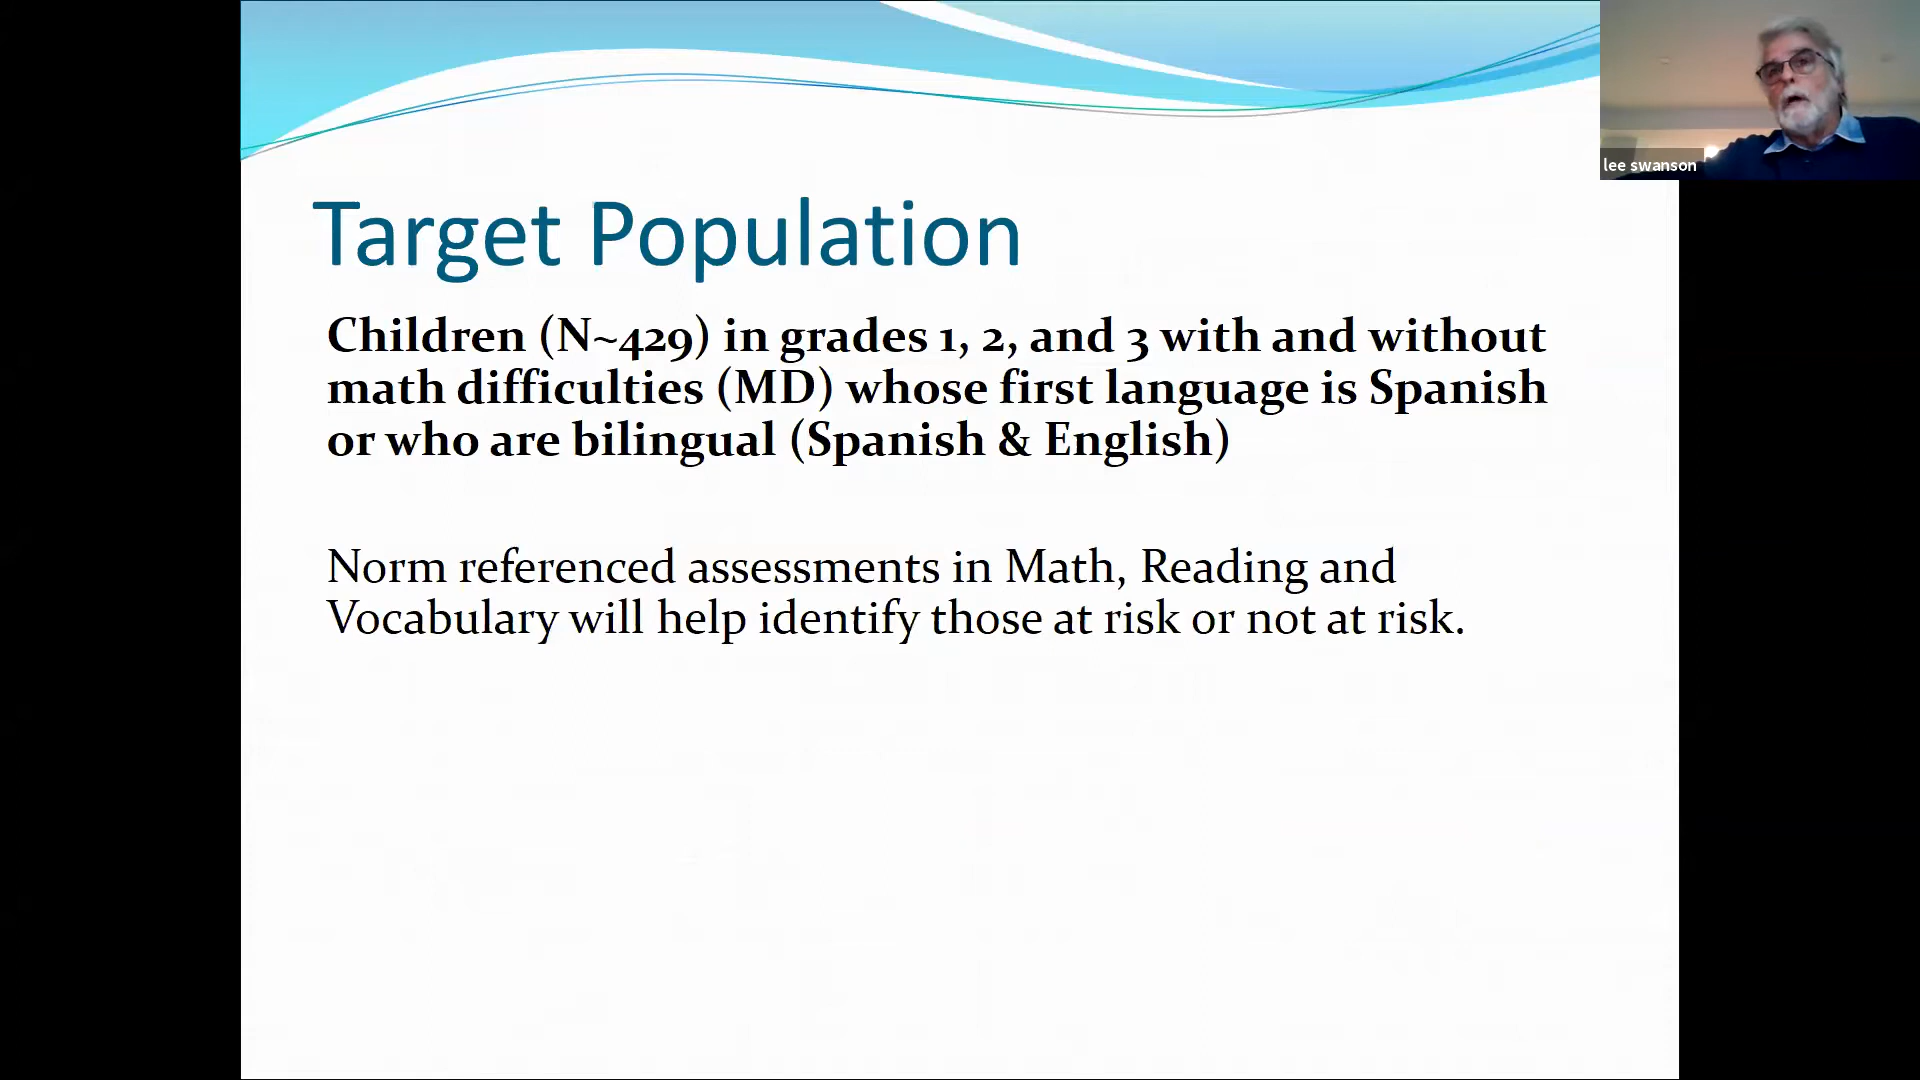 lee swanson
Target Population
Children (N~429) in grades 1, 2, and 3 with and without
math difficulties (MD) whose first language is Spanish
or who are bilingual (Spanish & English)
Norm referenced assessments in Math, Reading and
Vocabulary will help identify those at risk or not at risk.